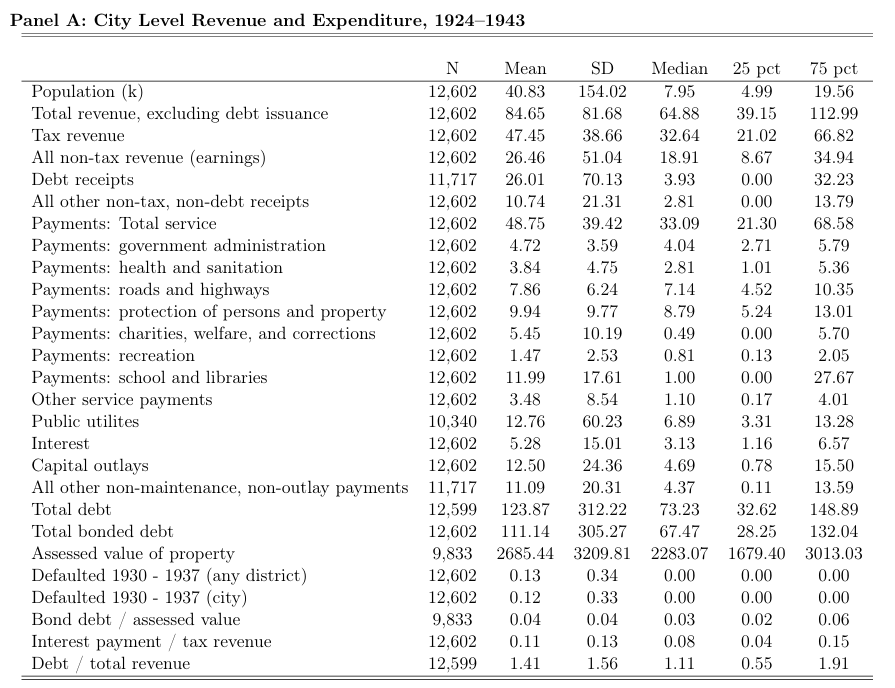 Panel A: City Level Revenue and Expenditure, 1924–1943
N Mean SD Median 25 pct 75 pct
Population (k) 12,602 40.83 154.02 7.95 4.99 19.56
Total revenue, excluding debt issuance 12,602 84.65 81.68 64.88 39.15 112.99
Tax revenue 12,602 47.45 38.66 32.64 21.02 66.82
All non-tax revenue (earnings) 12,602 26.46 51.04 18.91 8.67 34.94
Debt receipts 11,717 26.01 70.13 3.93 0.00 32.23
All other non-tax, non-debt receipts 12,602 10.74 21.31 2.81 0.00 13.79
Payments: Total service 12,602 48.75 39.42 33.09 21.30 68.58
Payments: government administration 12,602 4.72 3.59 4.04 2.71 5.79
Payments: health and sanitation 12,602 3.84 4.75 2.81 1.01 5.36
Payments: roads and highways 12,602 7.86 6.24 7.14 4.52 10.35
Payments: protection of persons and property 12,602 9.94 9.77 8.79 5.24 13.01
Payments: charities, welfare, and corrections 12,602 5.45 10.19 0.49 0.00 5.70
Payments: recreation 12,602 1.47 2.53 0.81 0.13 2.05
Payments: school and libraries 12,602 11.99 17.61 1.00 0.00 27.67
Other service payments 12,602 3.48 8.54 1.10 0.17 4.01
Public utilites 10,340 12.76 60.23 6.89 3.31 13.28
Interest 12,602 5.28 15.01 3.13 1.16 6.57
Capital outlays 12,602 12.50 24.36 4.69 0.78 15.50
All other non-maintenance, non-outlay payments 11,717 11.09 20.31 4.37 0.11 13.59
Total debt 12,599 123.87 312.22 73.23 32.62 148.89
Total bonded debt 12,602 111.14 305.27 67.47 28.25 132.04
Assessed value of property 9,833 2685.44 3209.81 2283.07 1679.40 3013.03
Defaulted 1930 - 1937 (any district) 12,602 0.13 0.34 0.00 0.00 0.00
Defaulted 1930 - 1937 (city) 12,602 0.12 0.33 0.00 0.00 0.00
Bond debt / assessed value 9,833 0.04 0.04 0.03 0.02 0.06
Interest payment / tax revenue 12,602 0.11 0.13 0.08 0.04 0.15
Debt / total revenue 12,599 1.41 1.56 1.11 0.55 1.91